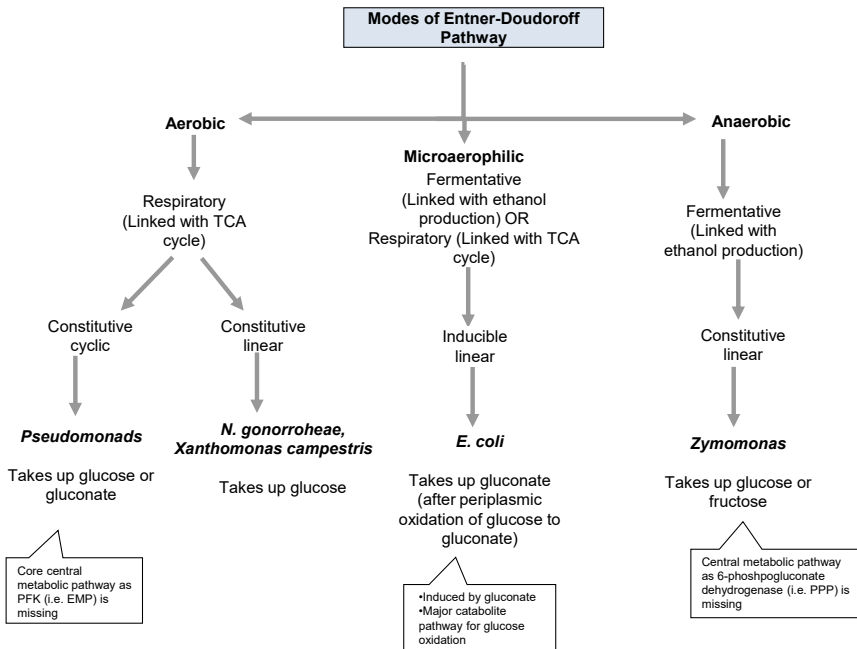 Modes of Entner-Doudoroff
Pathway
Aerobic
Anaerobic
Microaerophilic
Fermentative
(Linked with ethanol
production) OR
Respiratory (Linked with TCA
cycle)
Respiratory
(Linked with TCA
cycle)
Fermentative
(Linked with
ethanol production)
Constitutive
cyclic
Constitutive
linear
Inducible
linear
Constitutive
linear
Pseudomonads
Takes up glucose or
gluconate
N. gonorroheae,
Xanthomonas campestris
Takes up glucose
E. coli
Takes up gluconate
(after periplasmic
oxidation of glucose to
gluconate)
Zymomonas
Takes up glucose or
fructose
Core central
metabolic pathway as
PFK (i.e. EMP) is
missing
•Induced by gluconate
•Major catabolite
pathway for glucose
oxidation
Central metabolic pathway
as 6-phoshpogluconate
dehydrogenase (i.e. PPP) is
missing